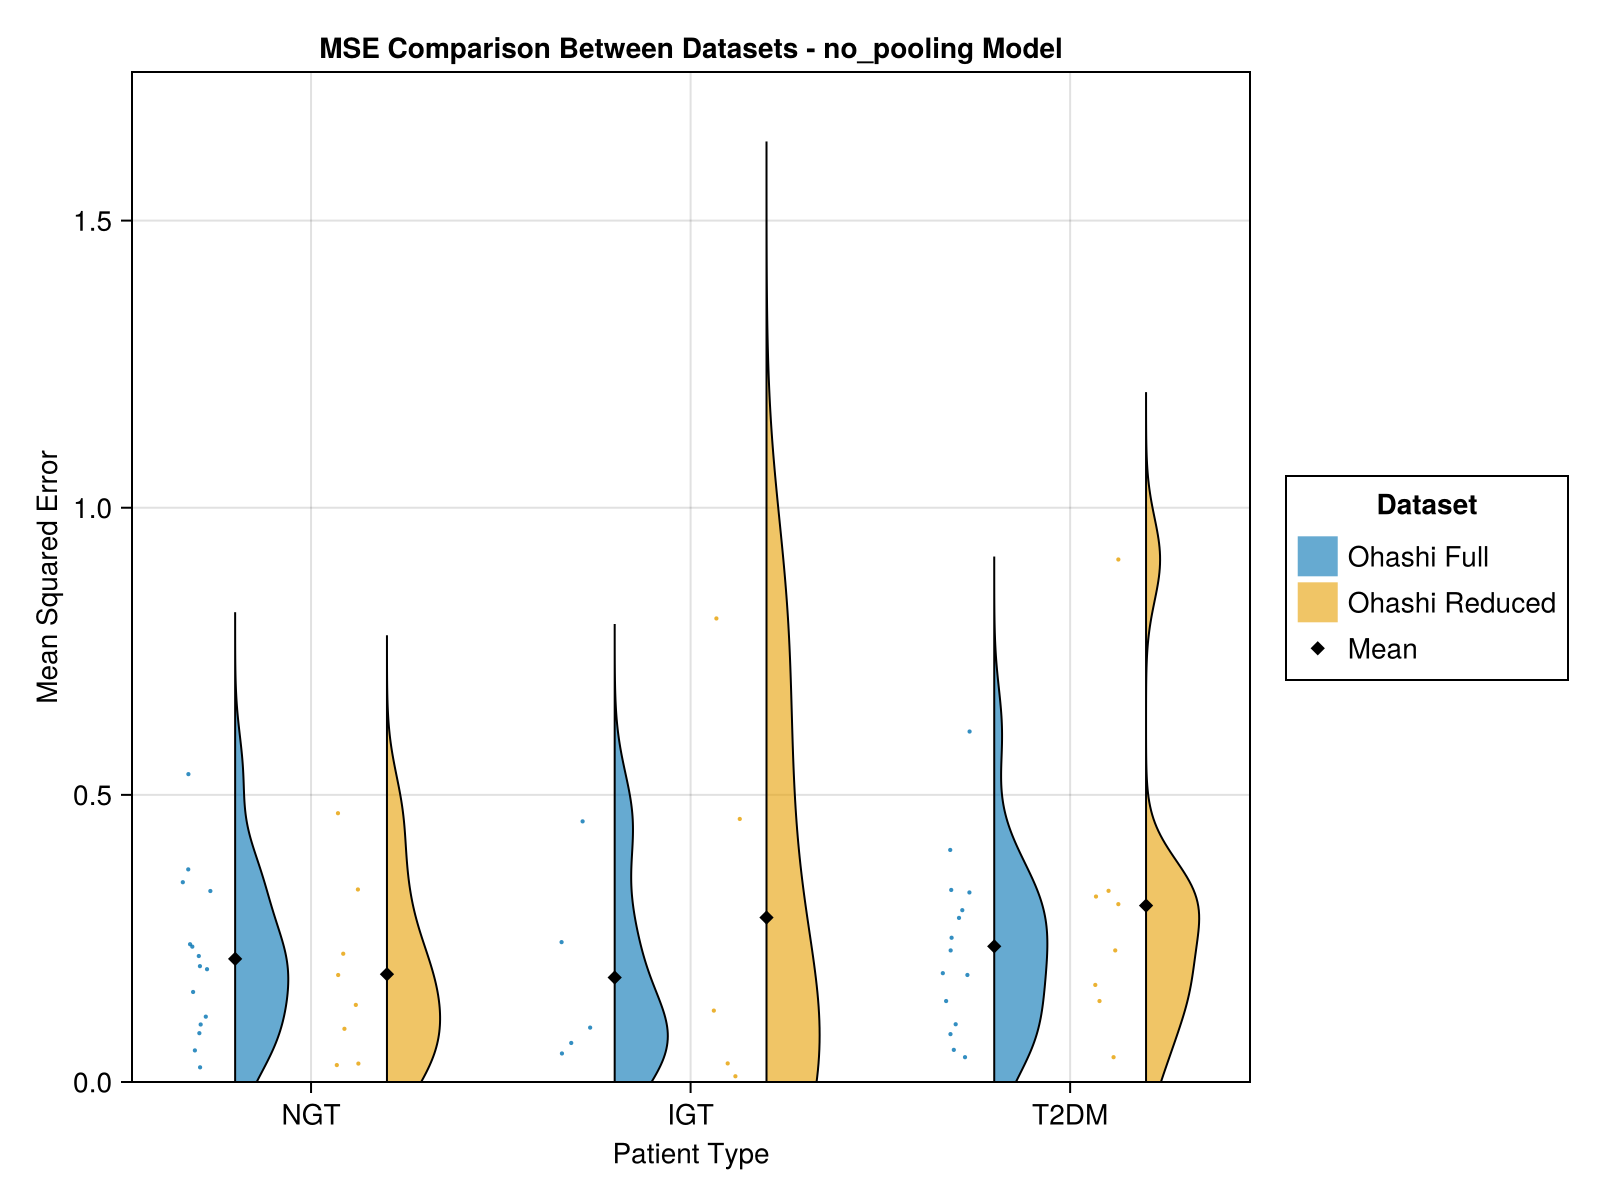 MSE Comparison Between Datasets - no_pooling Model
Mean Squared Error
1.5
1.0
0.5
0.0
NGT
IGT
T2DM
Patient Type
Dataset
Ohashi Full
Ohashi Reduced
Mean